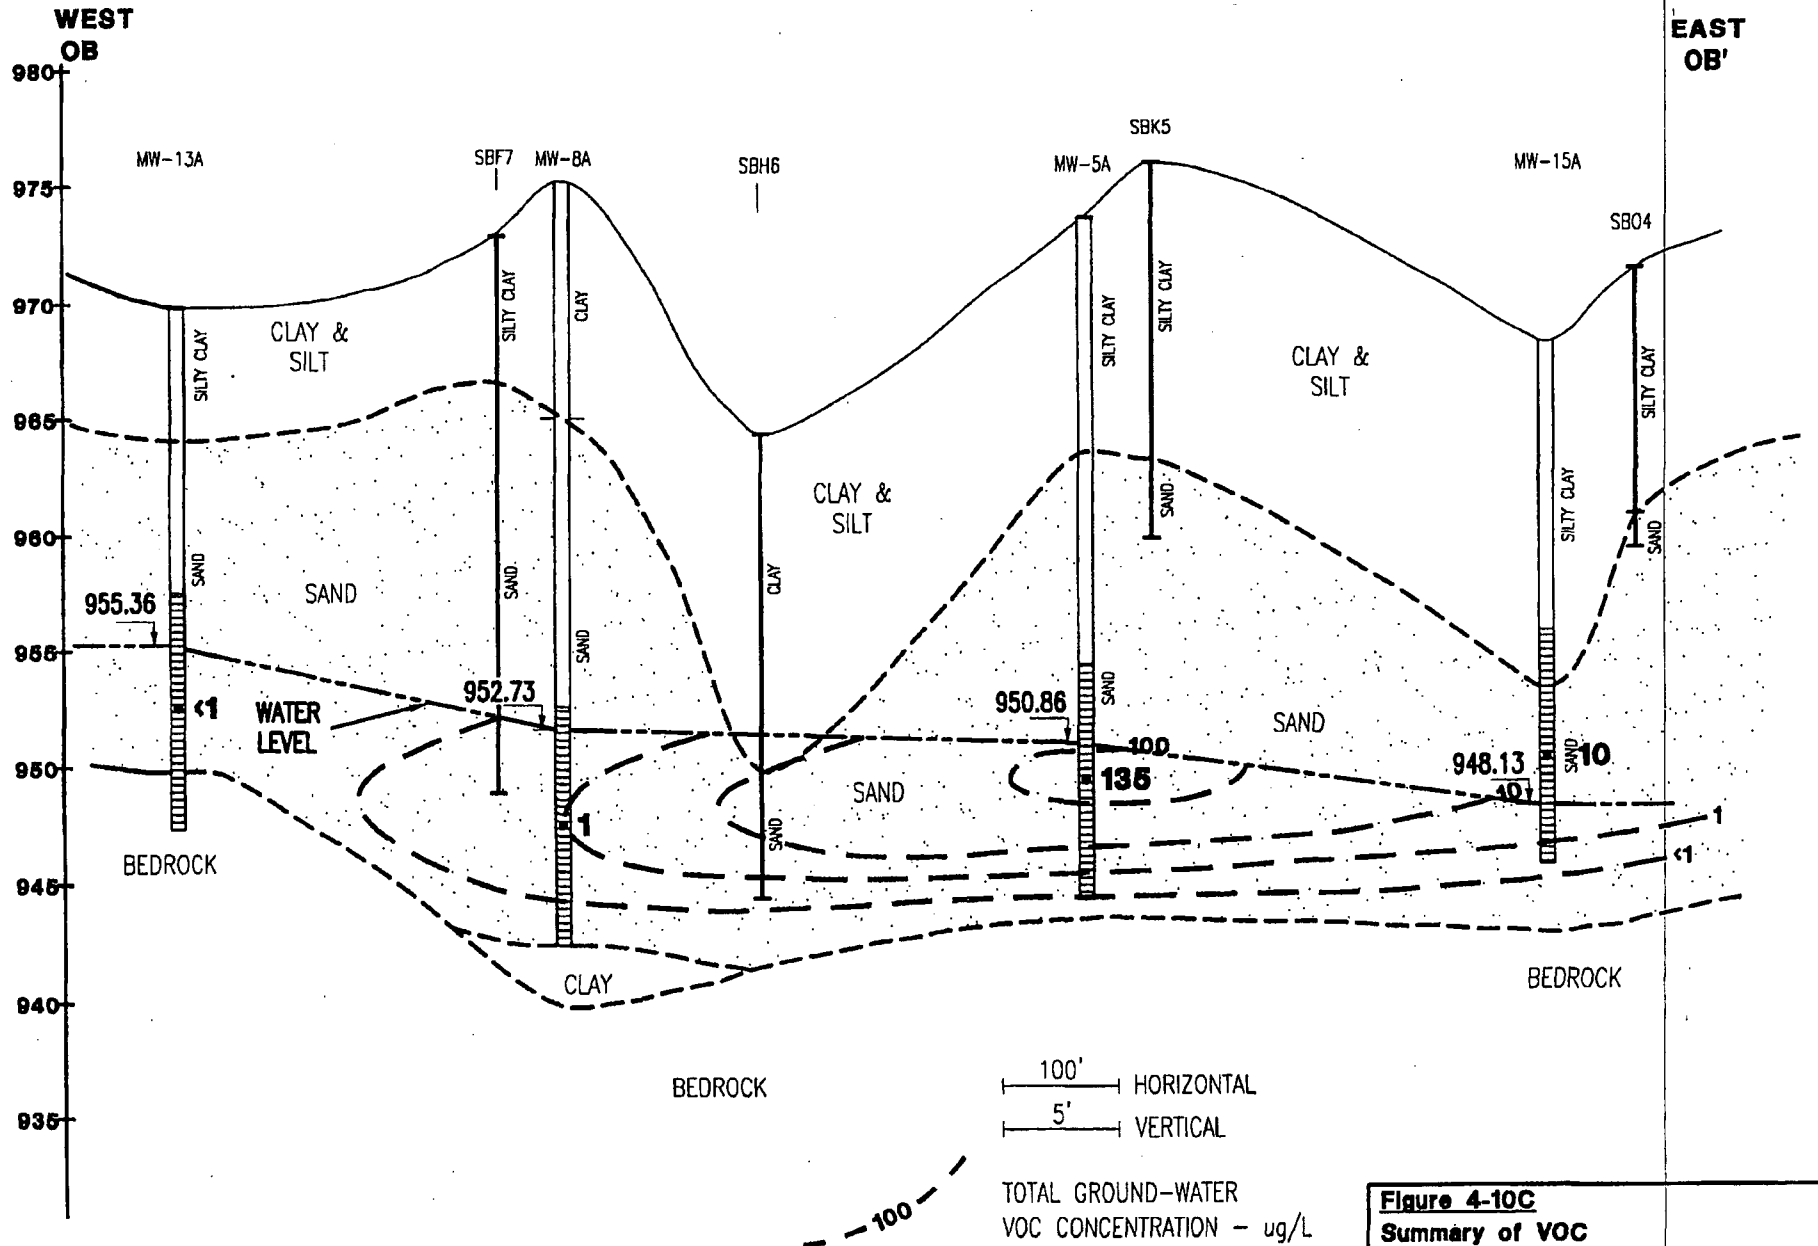 WEST
OB
EAST
OB'
980
975
970
965
960
955
950
945
940
935
MW-13A
SBF7
MW-8A
SBH6
MW-5A
SBK5
MW-15A
SBO4
SILTY CLAY
CLAY &
SILT
SILTY CLAY
CLAY
SILTY CLAY
SILTY CLAY
CLAY &
SILT
SILTY CLAY
SILTY CLAY
CLAY &
SILT
CLAY
SAND
SAND
SAND
SAND
SAND
SAND
SAND
SAND
SAND
SAND
SAND
SAND
955.36
<1
WATER
LEVEL
952.73
1
950.86
100
135
948.13
10
10
1
<1
BEDROCK
CLAY
BEDROCK
BEDROCK
100'
HORIZONTAL
5'
VERTICAL
100
TOTAL GROUND-WATER
VOC CONCENTRATION - ug/L
Figure 4-10C
Summary of VOC